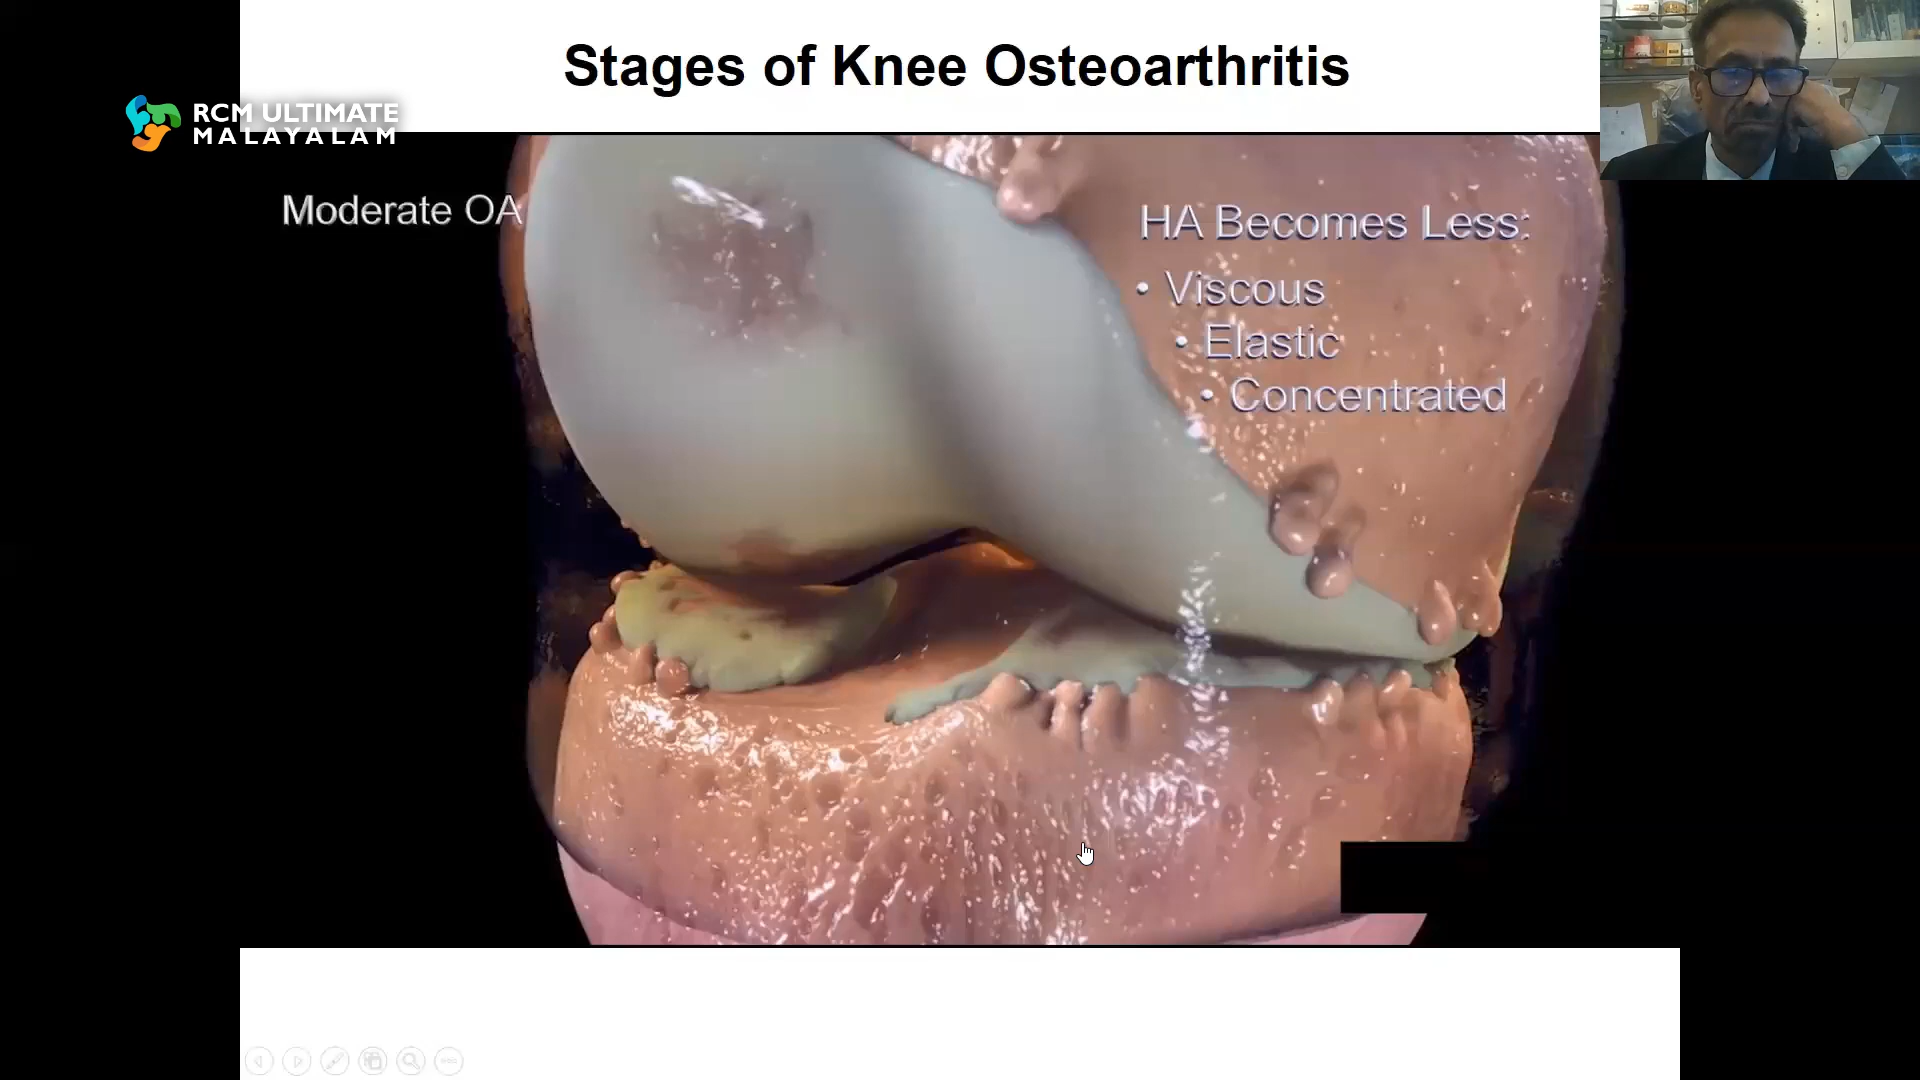 Stages of Knee Osteoarthritis
RCM ULTIMATE
MALAYALAM
Moderate OA
HA Becomes Less:
• Viscous
• Elastic
• Concentrated